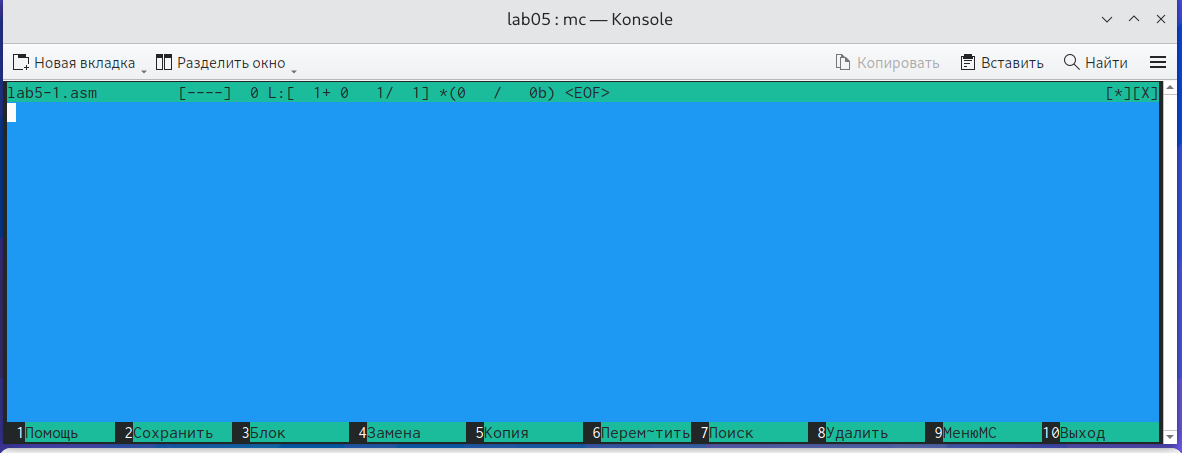 lab05 : mc — Konsole
Новая вкладка Разделить окно Копировать Вставить Найти
lab5-1.asm [----] 0 L:[ 1+ 0 1/ 1] *(0 / 0b) <EOF> [*][X]
1Помощь 2Сохранить 3Блок 4Замена 5Копия 6Перем~тить 7Поиск 8Удалить 9МенюMC 10Выход